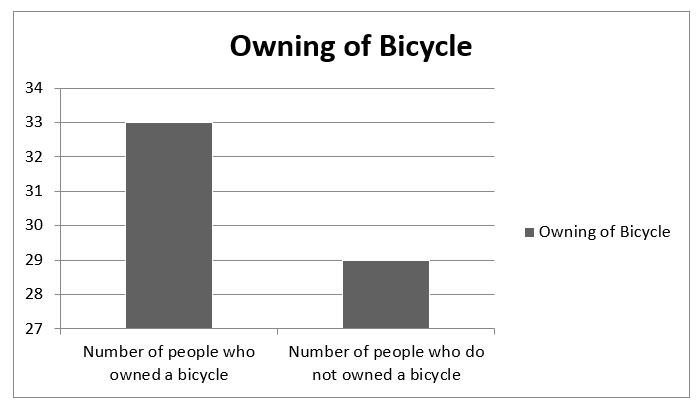 Owning of Bicycle
34
33
32
31
30
29
28
27
Number of people who
owned a bicycle
Number of people who do
not owned a bicycle
Owning of Bicycle